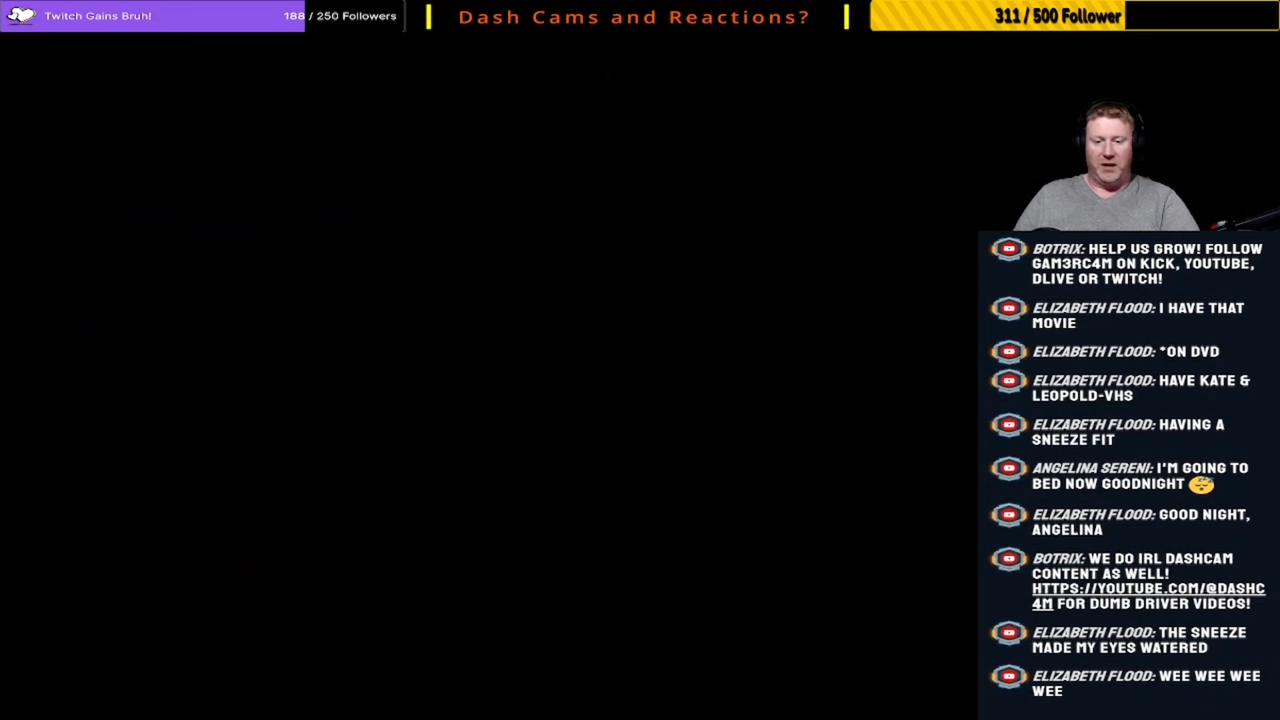 Twitch Gains Bruh!
188 / 250 Followers
Dash Cams and Reactions?
311 / 500 Follower
BOTRIX: HELP US GROW! FOLLOW
GAM3RC4M ON KICK, YOUTUBE,
DLIVE OR TWITCH!
ELIZABETH FLOOD: I HAVE THAT
MOVIE
ELIZABETH FLOOD: *ON DVD
ELIZABETH FLOOD: HAVE KATE &
LEOPOLD-VHS
ELIZABETH FLOOD: HAVING A
SNEEZE FIT
ANGELINA SERENI: I'M GOING TO
BED NOW GOODNIGHT 😴
ELIZABETH FLOOD: GOOD NIGHT,
ANGELINA
BOTRIX: WE DO IRL DASHCAM
CONTENT AS WELL!
HTTPS://YOUTUBE.COM/@DASHC
4M FOR DUMB DRIVER VIDEOS!
ELIZABETH FLOOD: THE SNEEZE
MADE MY EYES WATERED
ELIZABETH FLOOD: WEE WEE WEE
WEE